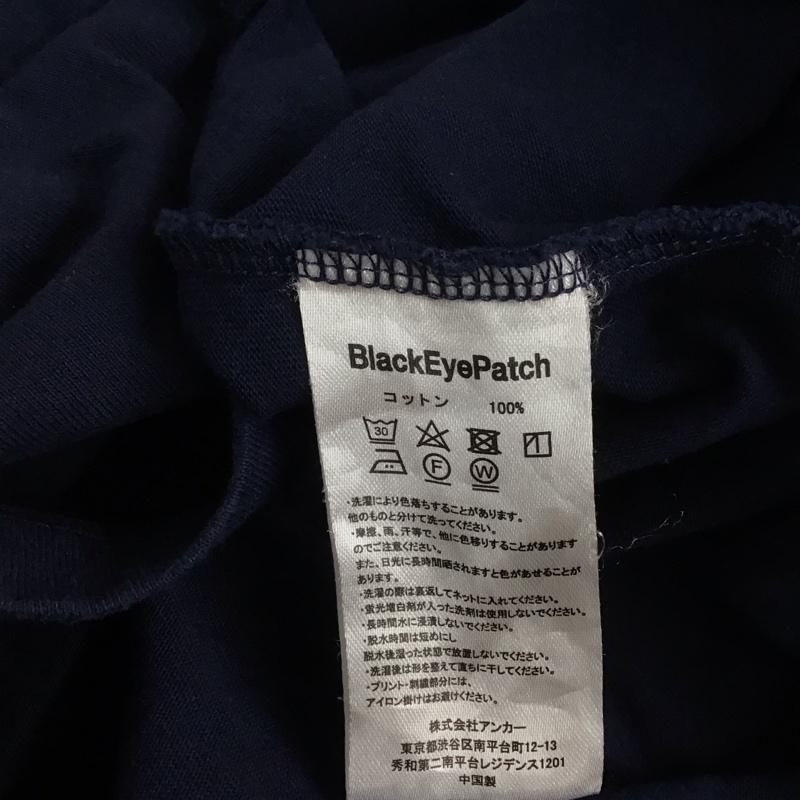 BlackEyePatch
コットン 100%
30
F W
・洗濯により色落ちすることがあります。
他のものと分けて洗ってください。
・摩擦、雨、汗等で、他に色移りすることがあります
のでご注意ください。
また、日光に長時間晒されますと色があせることが
あります。
・洗濯の際は裏返してネットに入れてください。
・蛍光増白剤が入った洗剤は使用しないでください。
・長時間水に浸漬しないでください。
・脱水時間は短めにし
脱水後湿った状態で放置しないでください。
・洗濯後は形を整えて直ちに干してください。
・プリント・刺繍部分には、
アイロン掛けはお避けください。
株式会社アンカー
東京都渋谷区南平台町12-13
秀和第二南平台レジデンス1201
中国製